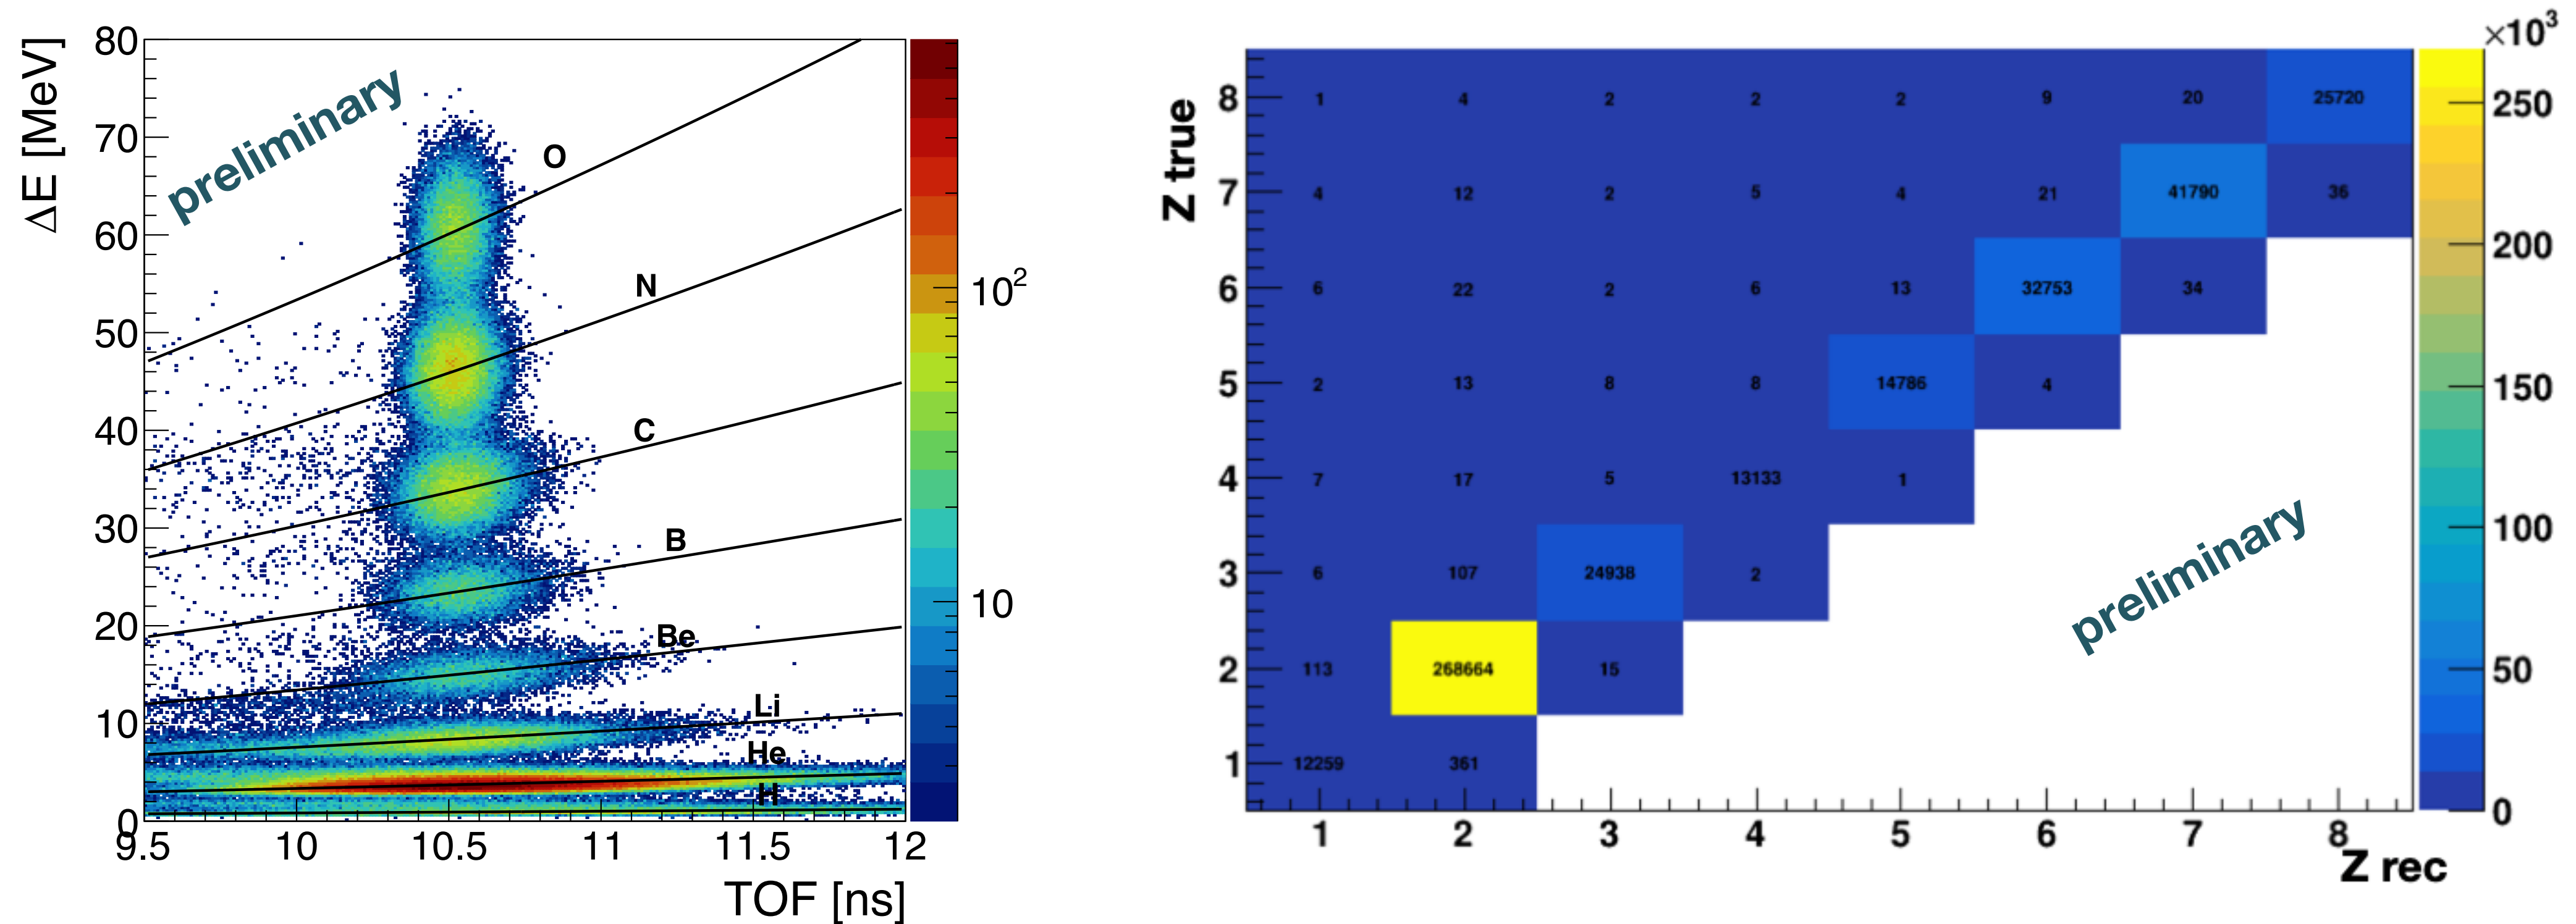 ΔE [MeV]
80
70
60
50
40
30
20
10
0
9.5 10 10.5 11 11.5 12
TOF [ns]
preliminary
O
N
C
B
Be
Li
He
H
10²
10
Z true
8 1 4 2 2 2 9 20 25720
7 4 12 2 5 4 21 41790 36
6 6 22 2 6 13 32753 34
5 2 13 8 8 14786 4
4 7 17 5 13133 1
3 6 107 24938 2
2 113 268664 15
1 12259 361
1 2 3 4 5 6 7 8
Z rec
preliminary
×10³
250
200
150
100
50
0